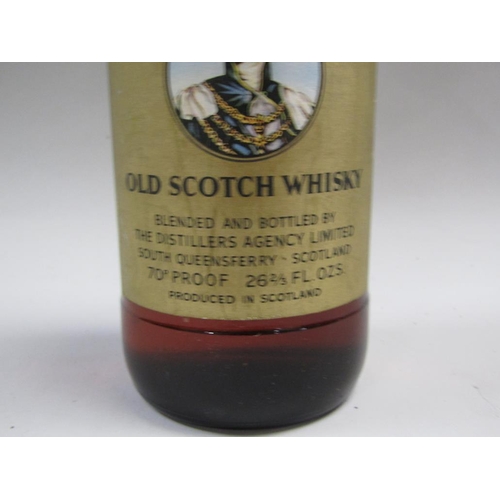 OLD SCOTCH WHISKY
BLENDED AND BOTTLED BY
THE DISTILLERS AGENCY LIMITED
SOUTH QUEENSFERRY - SCOTLAND
70° PROOF 26⅔ FL. OZS.
PRODUCED IN SCOTLAND